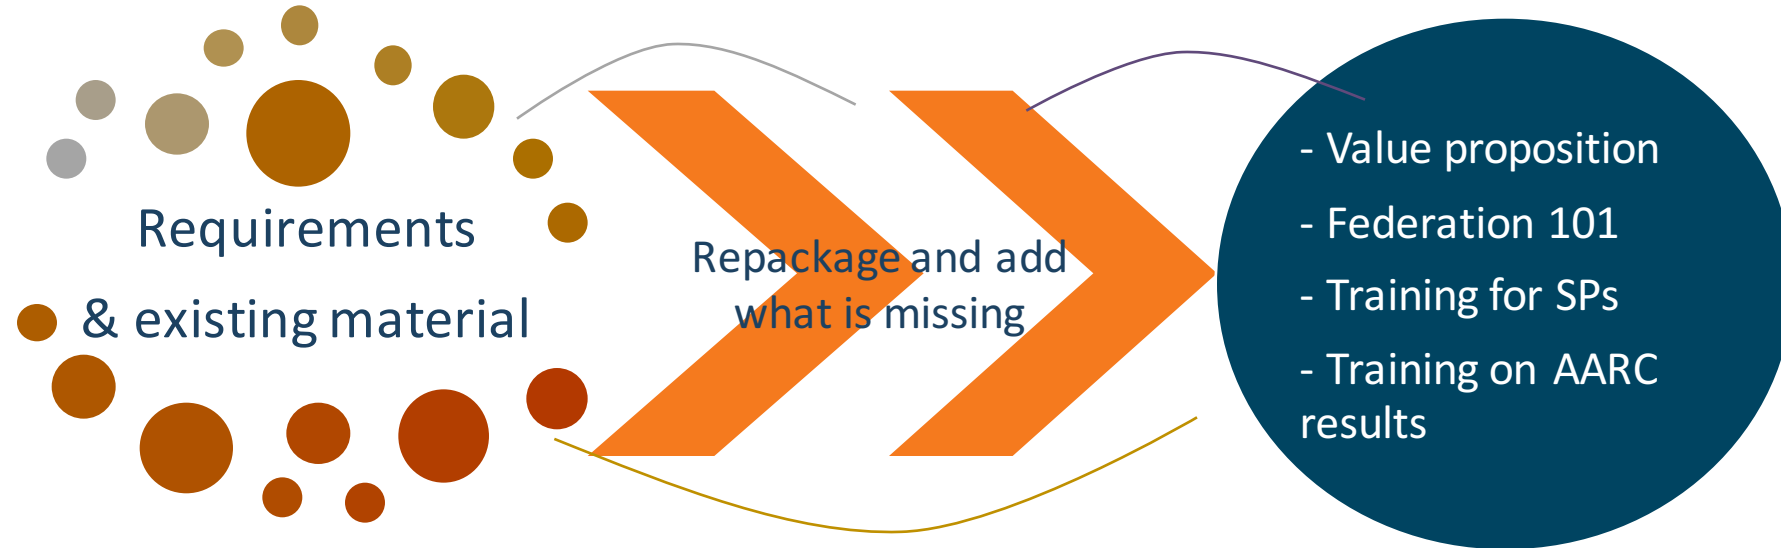 Requirements
& existing material
Repackage and add
what is missing
- Value proposition
- Federation 101
- Training for SPs
- Training on AARC
results